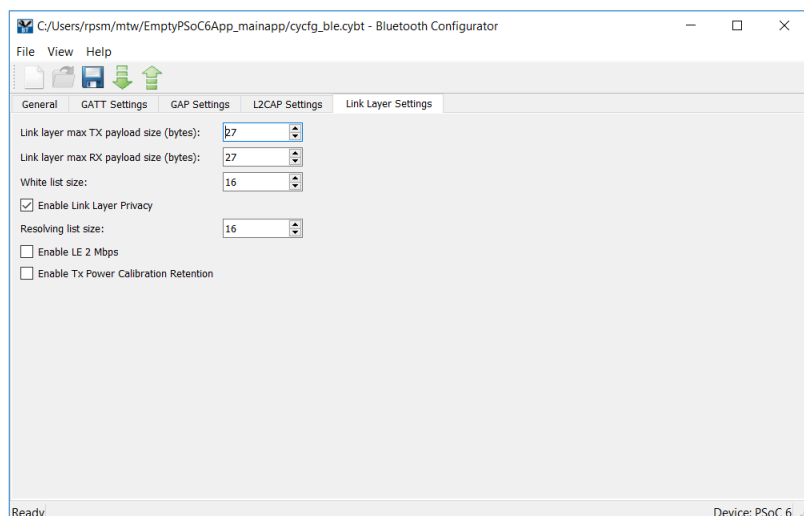 C:/Users/rpsm/mtw/EmptyPSoC6App_mainapp/cycfg_ble.cybt - Bluetooth Configurator
File View Help
General GATT Settings GAP Settings L2CAP Settings Link Layer Settings
Link layer max TX payload size (bytes): 27
Link layer max RX payload size (bytes): 27
White list size: 16
Enable Link Layer Privacy
Resolving list size: 16
Enable LE 2 Mbps
Enable Tx Power Calibration Retention
Ready Device: PSoC 6